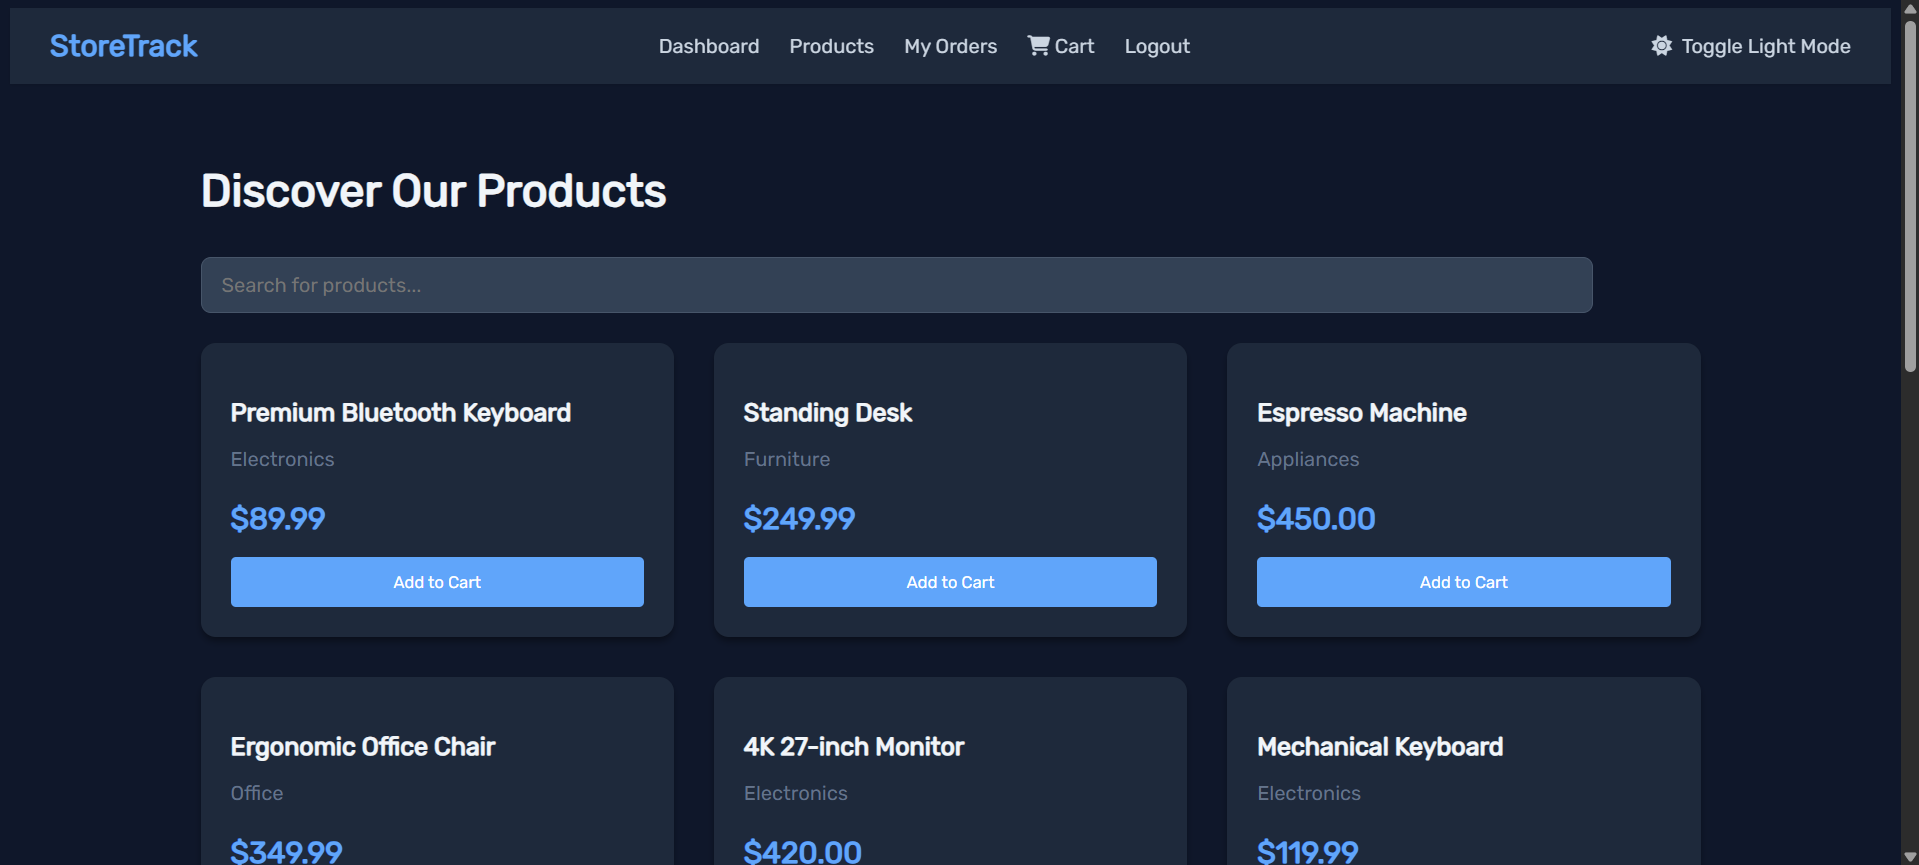 StoreTrack
Dashboard Products My Orders Cart Logout
Toggle Light Mode
Discover Our Products
Search for products...
Premium Bluetooth Keyboard
Electronics
$89.99
Add to Cart
Standing Desk
Furniture
$249.99
Add to Cart
Espresso Machine
Appliances
$450.00
Add to Cart
Ergonomic Office Chair
Office
$349.99
4K 27-inch Monitor
Electronics
$420.00
Mechanical Keyboard
Electronics
$119.99